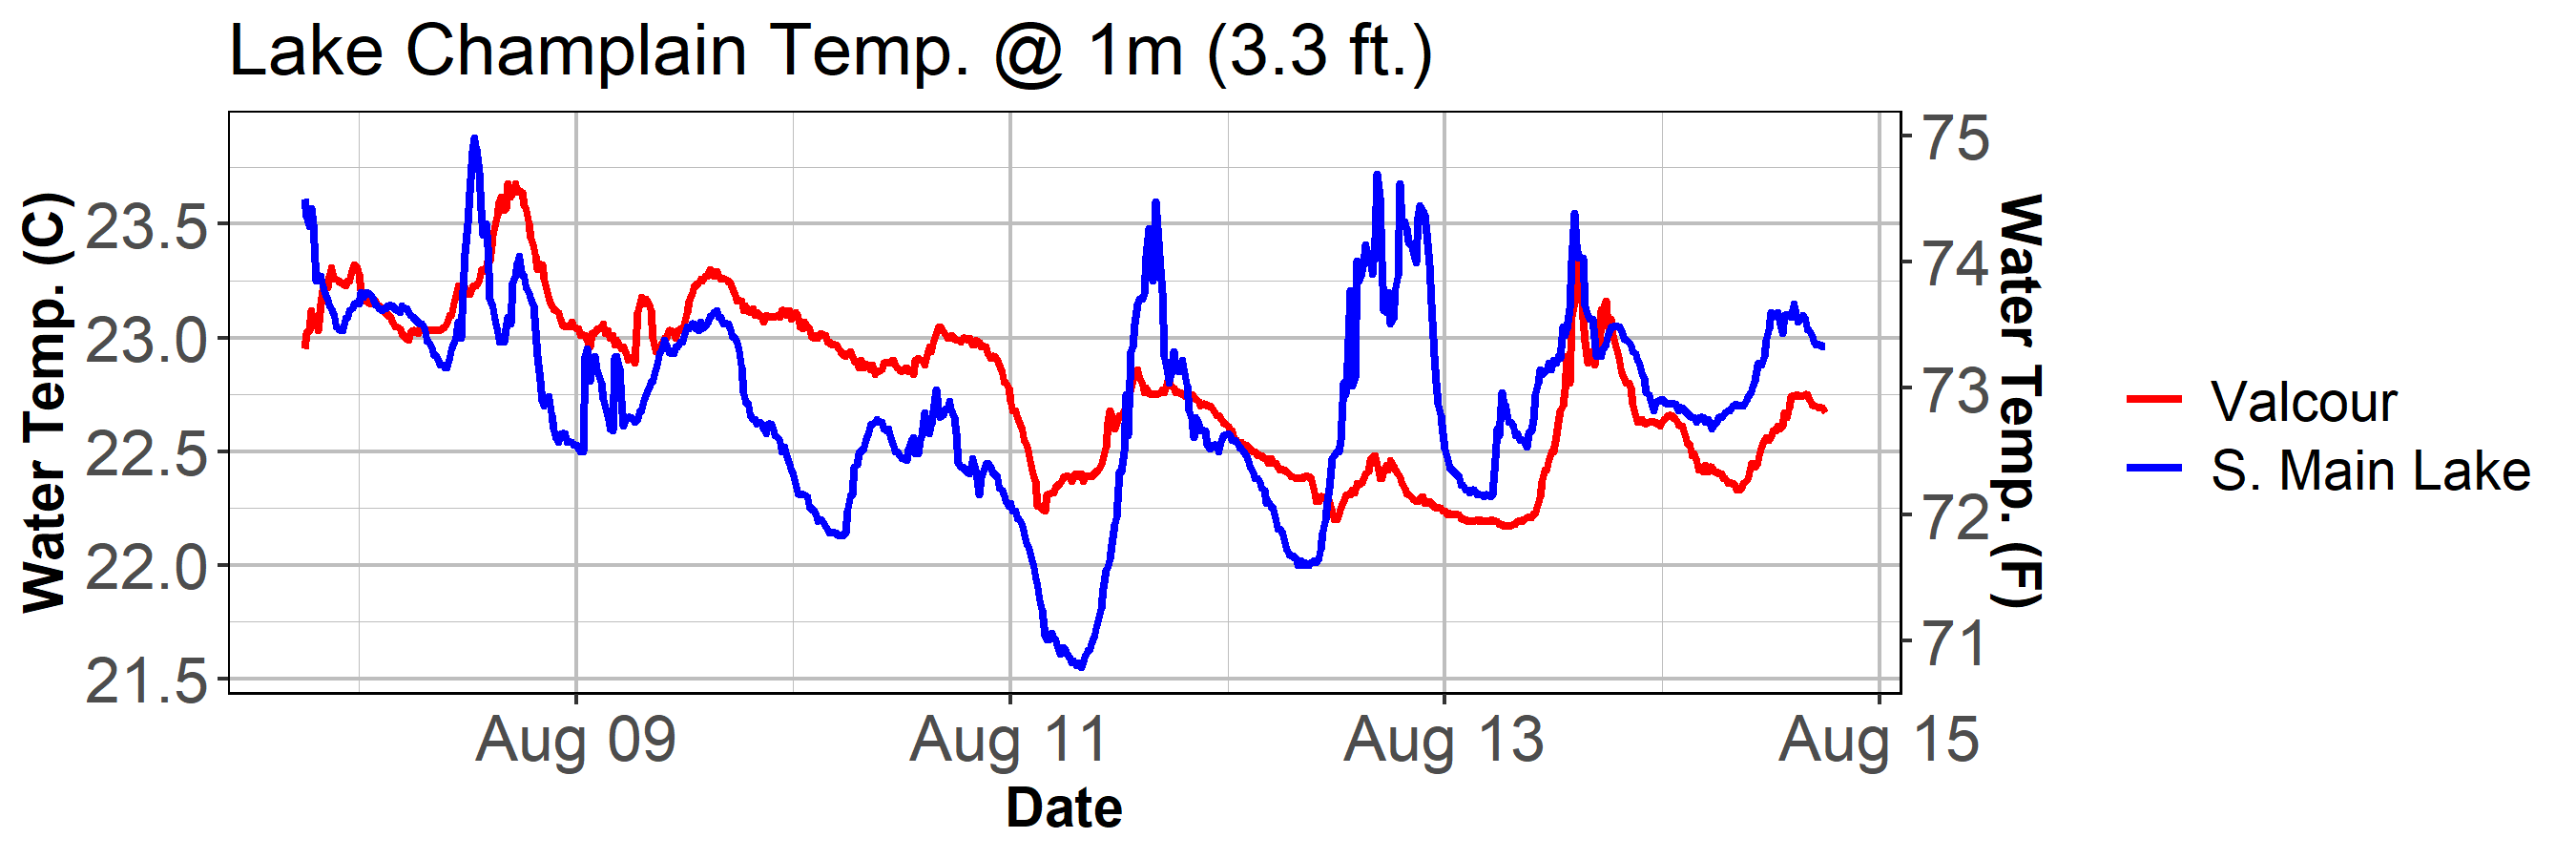 Lake Champlain Temp. @ 1m (3.3 ft.)
Water Temp. (C)
23.5
23.0
22.5
22.0
21.5
75
74
73
72
71
Water Temp. (F)
Aug 09
Aug 11
Aug 13
Aug 15
Date
Valcour
S. Main Lake